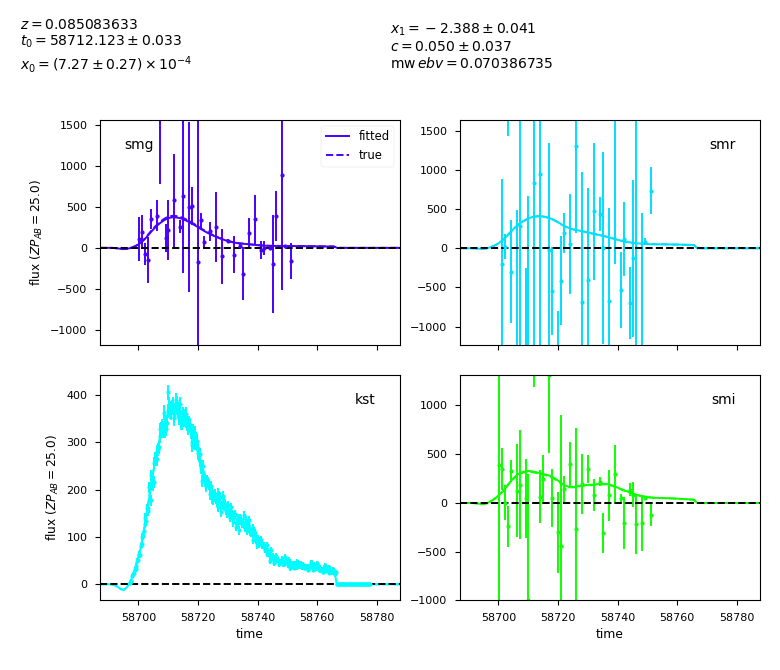 z = 0.085083633
t₀ = 58712.123 ± 0.033
x₀ = (7.27 ± 0.27) × 10⁻⁴
x₁ = −2.388 ± 0.041
c = 0.050 ± 0.037
mw ebv = 0.070386735
smg
fitted
true
1500
1000
500
0
−500
−1000
flux (ZP_AB = 25.0)
smr
1500
1000
500
0
−500
−1000
kst
400
300
200
100
0
flux (ZP_AB = 25.0)
58700 58720 58740 58760 58780
time
smi
1000
500
0
−500
−1000
58700 58720 58740 58760 58780
time